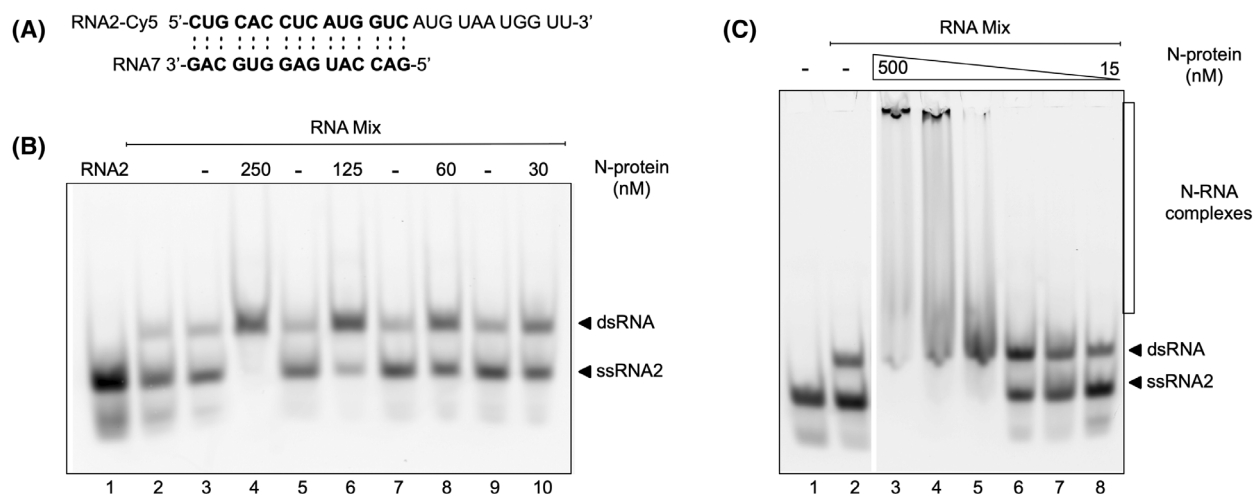 (A)
RNA2-Cy5 5'-CUG CAC CUC AUG GUC AUG UAA UGG UU-3'
RNA7 3'-GAC GUG GAG UAC CAG-5'
(B)
RNA Mix
RNA2 - 250 - 125 - 60 - 30
N-protein
(nM)
dsRNA
ssRNA2
1 2 3 4 5 6 7 8 9 10
(C)
RNA Mix
- - 500 15
N-protein
(nM)
N-RNA
complexes
dsRNA
ssRNA2
1 2 3 4 5 6 7 8